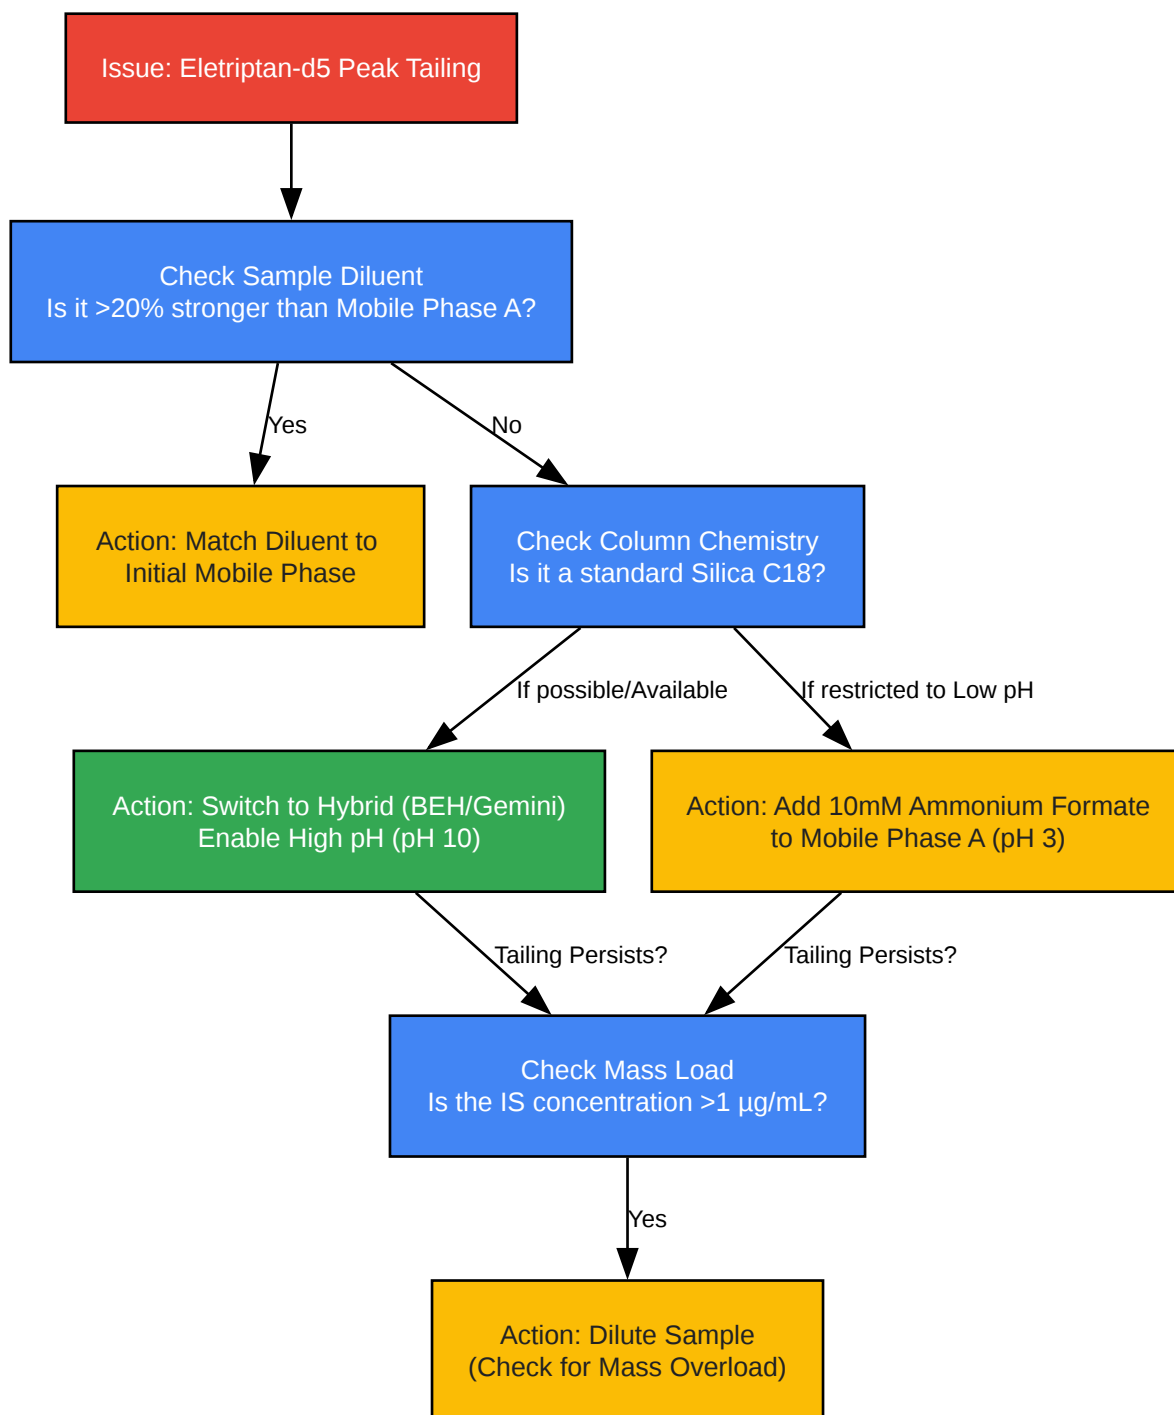 Issue: Eletriptan-d5 Peak Tailing
Check Sample Diluent
Is it >20% stronger than Mobile Phase A?
Yes
No
Action: Match Diluent to
Initial Mobile Phase
Check Column Chemistry
Is it a standard Silica C18?
If possible/Available
If restricted to Low pH
Action: Switch to Hybrid (BEH/Gemini)
Enable High pH (pH 10)
Action: Add 10mM Ammonium Formate
to Mobile Phase A (pH 3)
Tailing Persists?
Tailing Persists?
Check Mass Load
Is the IS concentration >1 µg/mL?
Yes
Action: Dilute Sample
(Check for Mass Overload)